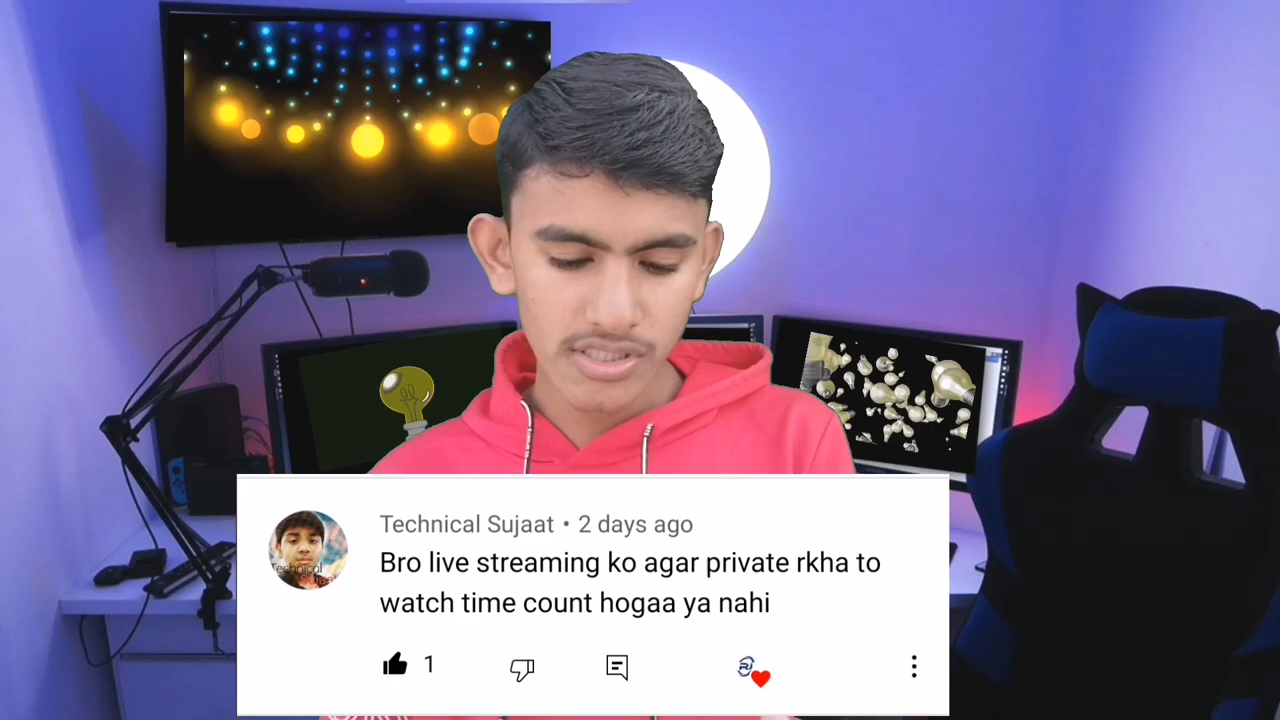 Technical Sujaat • 2 days ago
Bro live streaming ko agar private rkha to
watch time count hogaa ya nahi
1
Technical